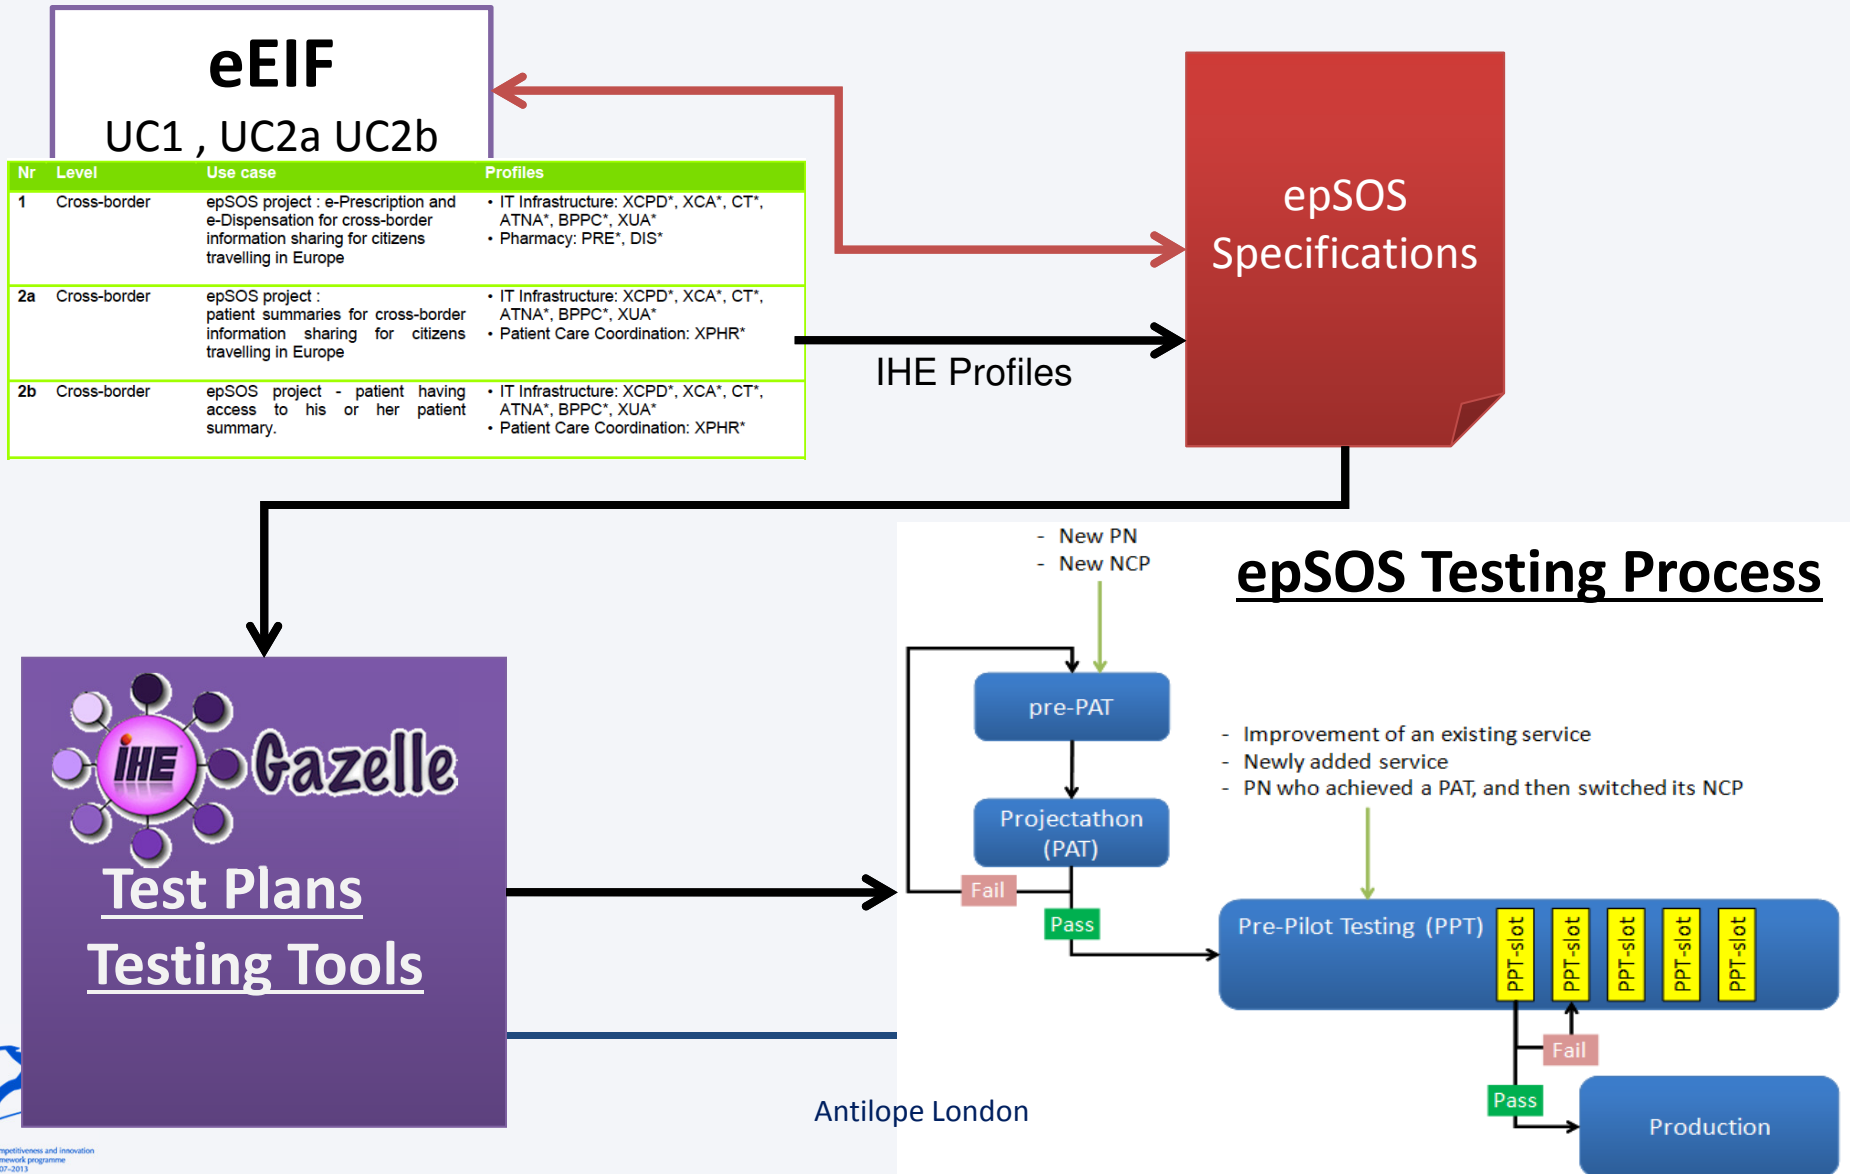 eEIF
UC1 , UC2a UC2b
Nr Level Use case Profiles
1 Cross-border epSOS project : e-Prescription and • IT Infrastructure: XCPD*, XCA*, CT*,
e-Dispensation for cross-border ATNA*, BPPC*, XUA*
information sharing for citizens • Pharmacy: PRE*, DIS*
travelling in Europe
2a Cross-border epSOS project : • IT Infrastructure: XCPD*, XCA*, CT*,
patient summaries for cross-border ATNA*, BPPC*, XUA*
information sharing for citizens • Patient Care Coordination: XPHR*
travelling in Europe
2b Cross-border epSOS project - patient having • IT Infrastructure: XCPD*, XCA*, CT*,
access to his or her patient ATNA*, BPPC*, XUA*
summary. • Patient Care Coordination: XPHR*
IHE Profiles
epSOS
Specifications
IHE Gazelle
Test Plans
Testing Tools
epSOS Testing Process
- New PN
- New NCP
pre-PAT
Projectathon
(PAT)
Fail
Pass
- Improvement of an existing service
- Newly added service
- PN who achieved a PAT, and then switched its NCP
Pre-Pilot Testing (PPT)
PPT-slot
PPT-slot
PPT-slot
PPT-slot
PPT-slot
Fail
Pass
Production
Antilope London
and innovation
programme
07-2013